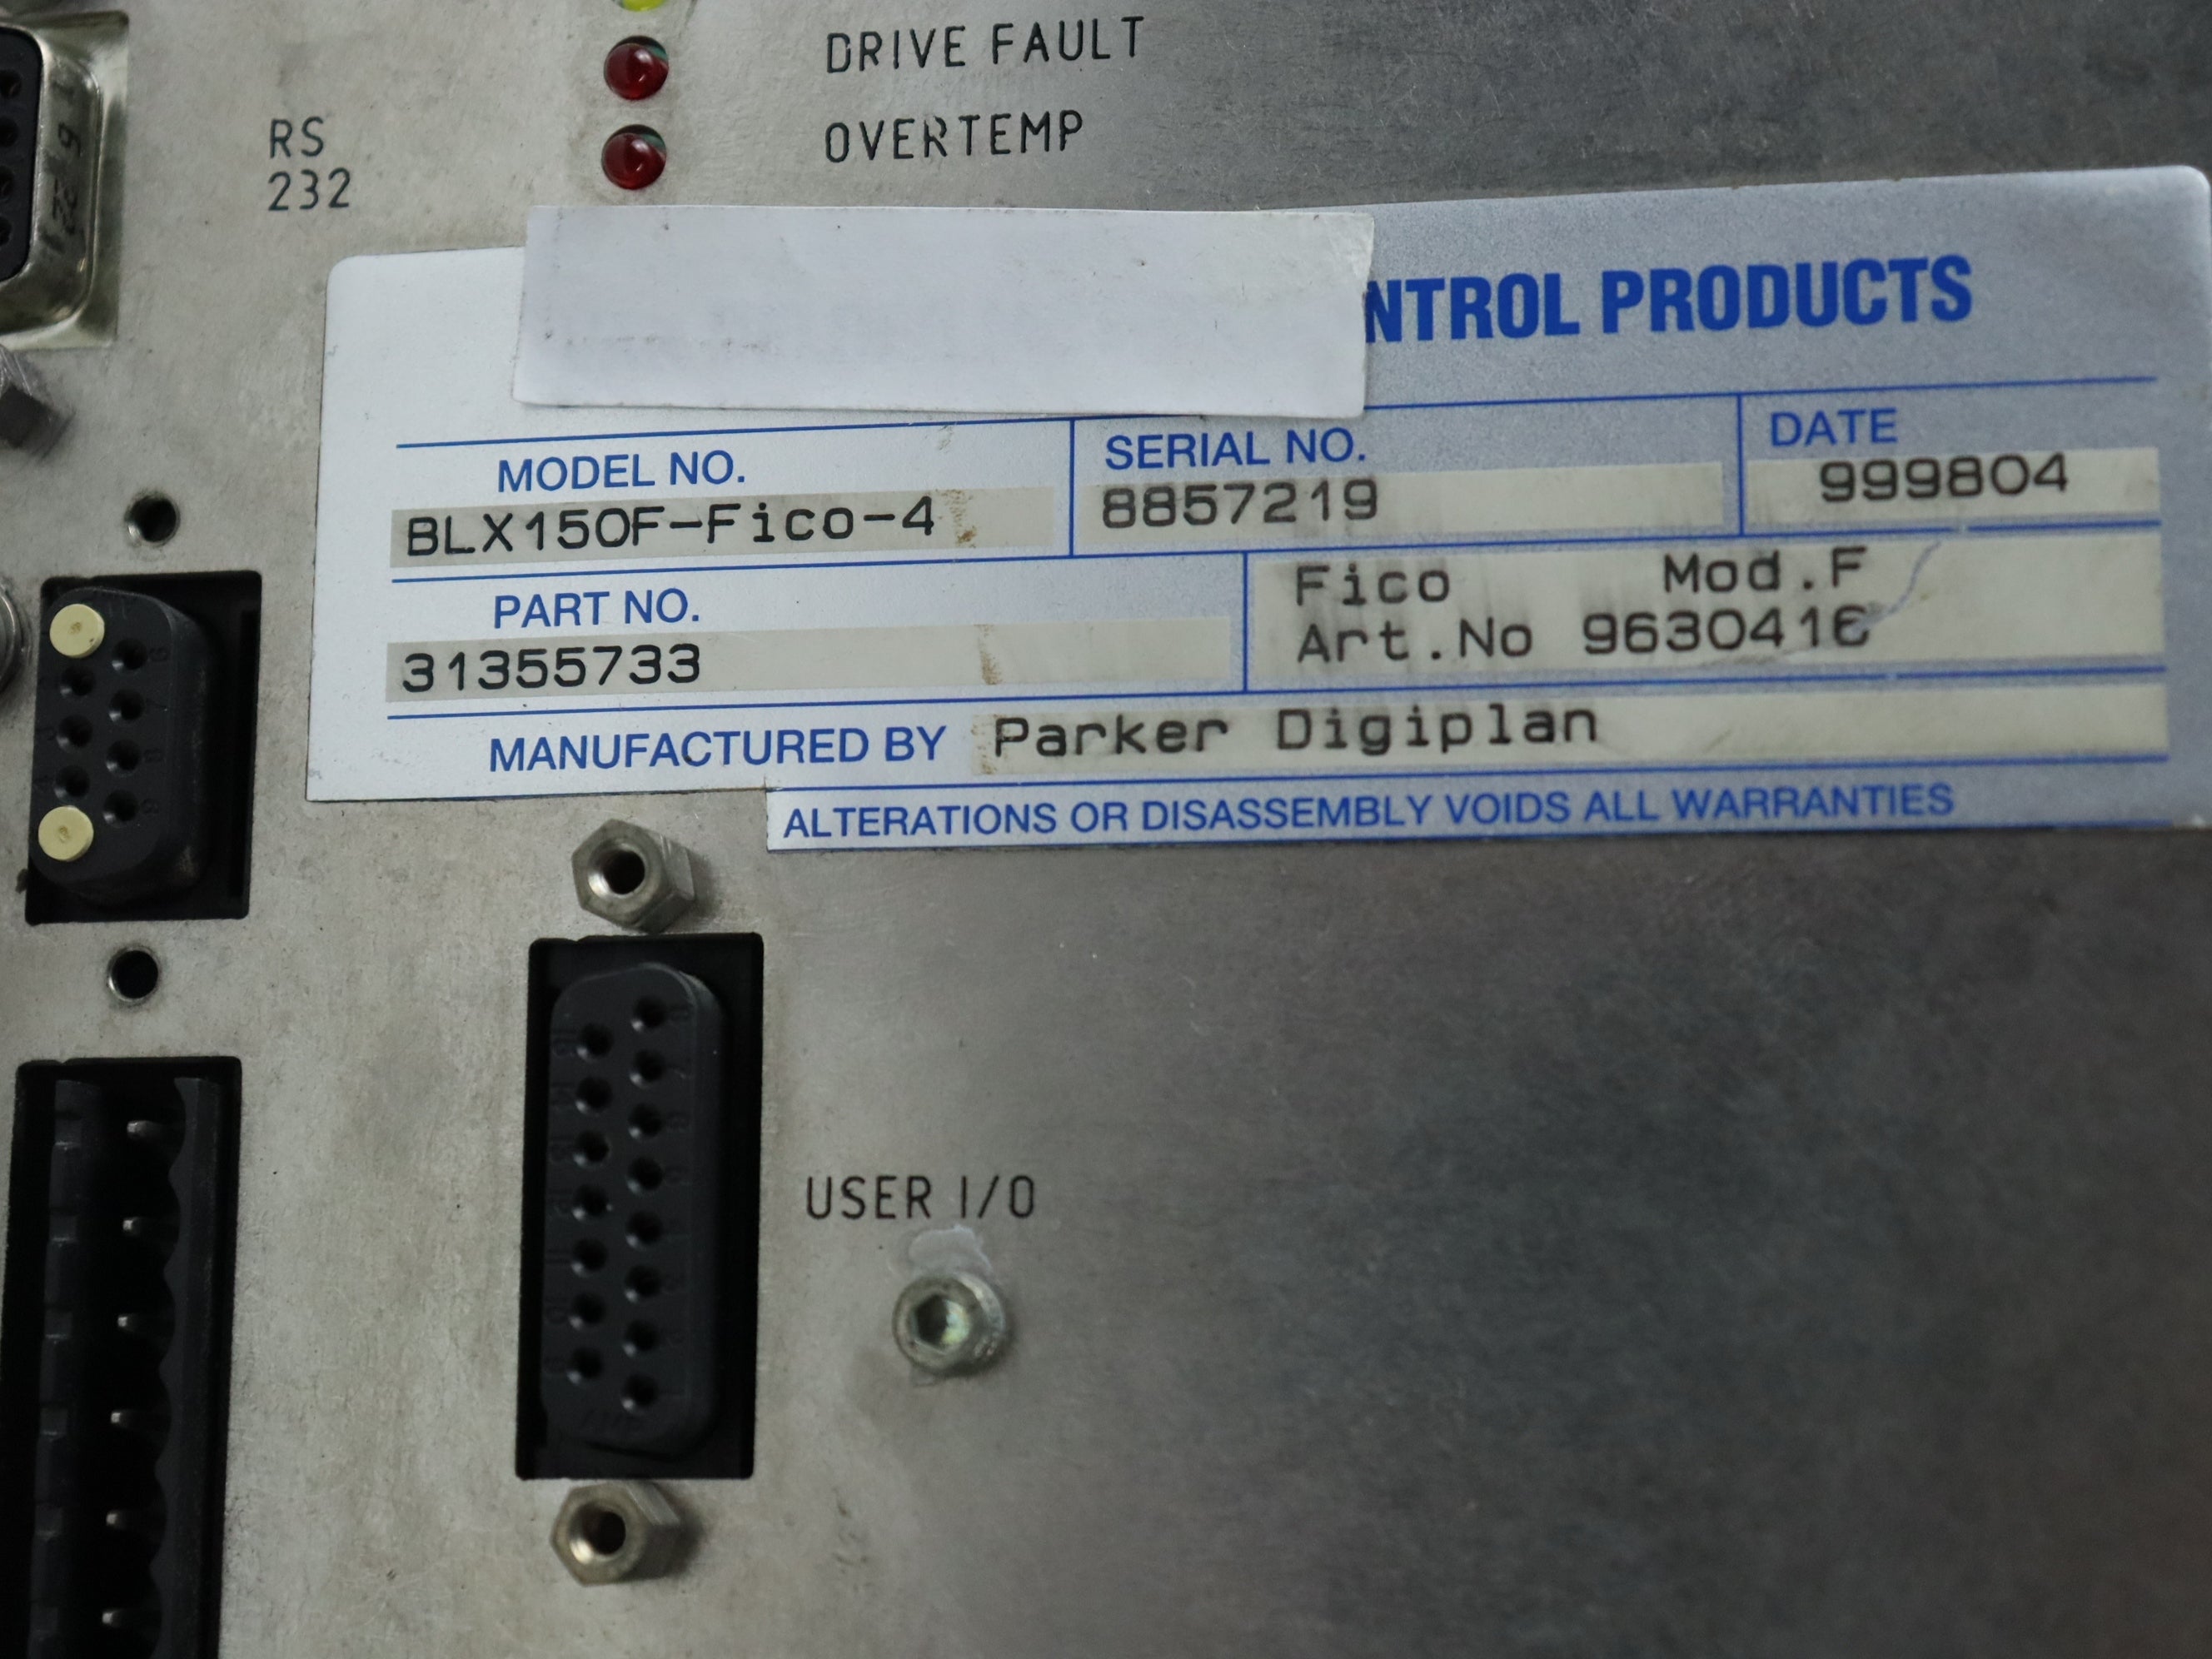 DRIVE FAULT
OVERTEMP
RS
232
NTROL PRODUCTS
MODEL NO.
BLX150F-Fico-4
SERIAL NO.
8857219
DATE
999804
PART NO.
31355733
Fico Mod.F
Art.No 9630416
MANUFACTURED BY Parker Digiplan
ALTERATIONS OR DISASSEMBLY VOIDS ALL WARRANTIES
USER I/O